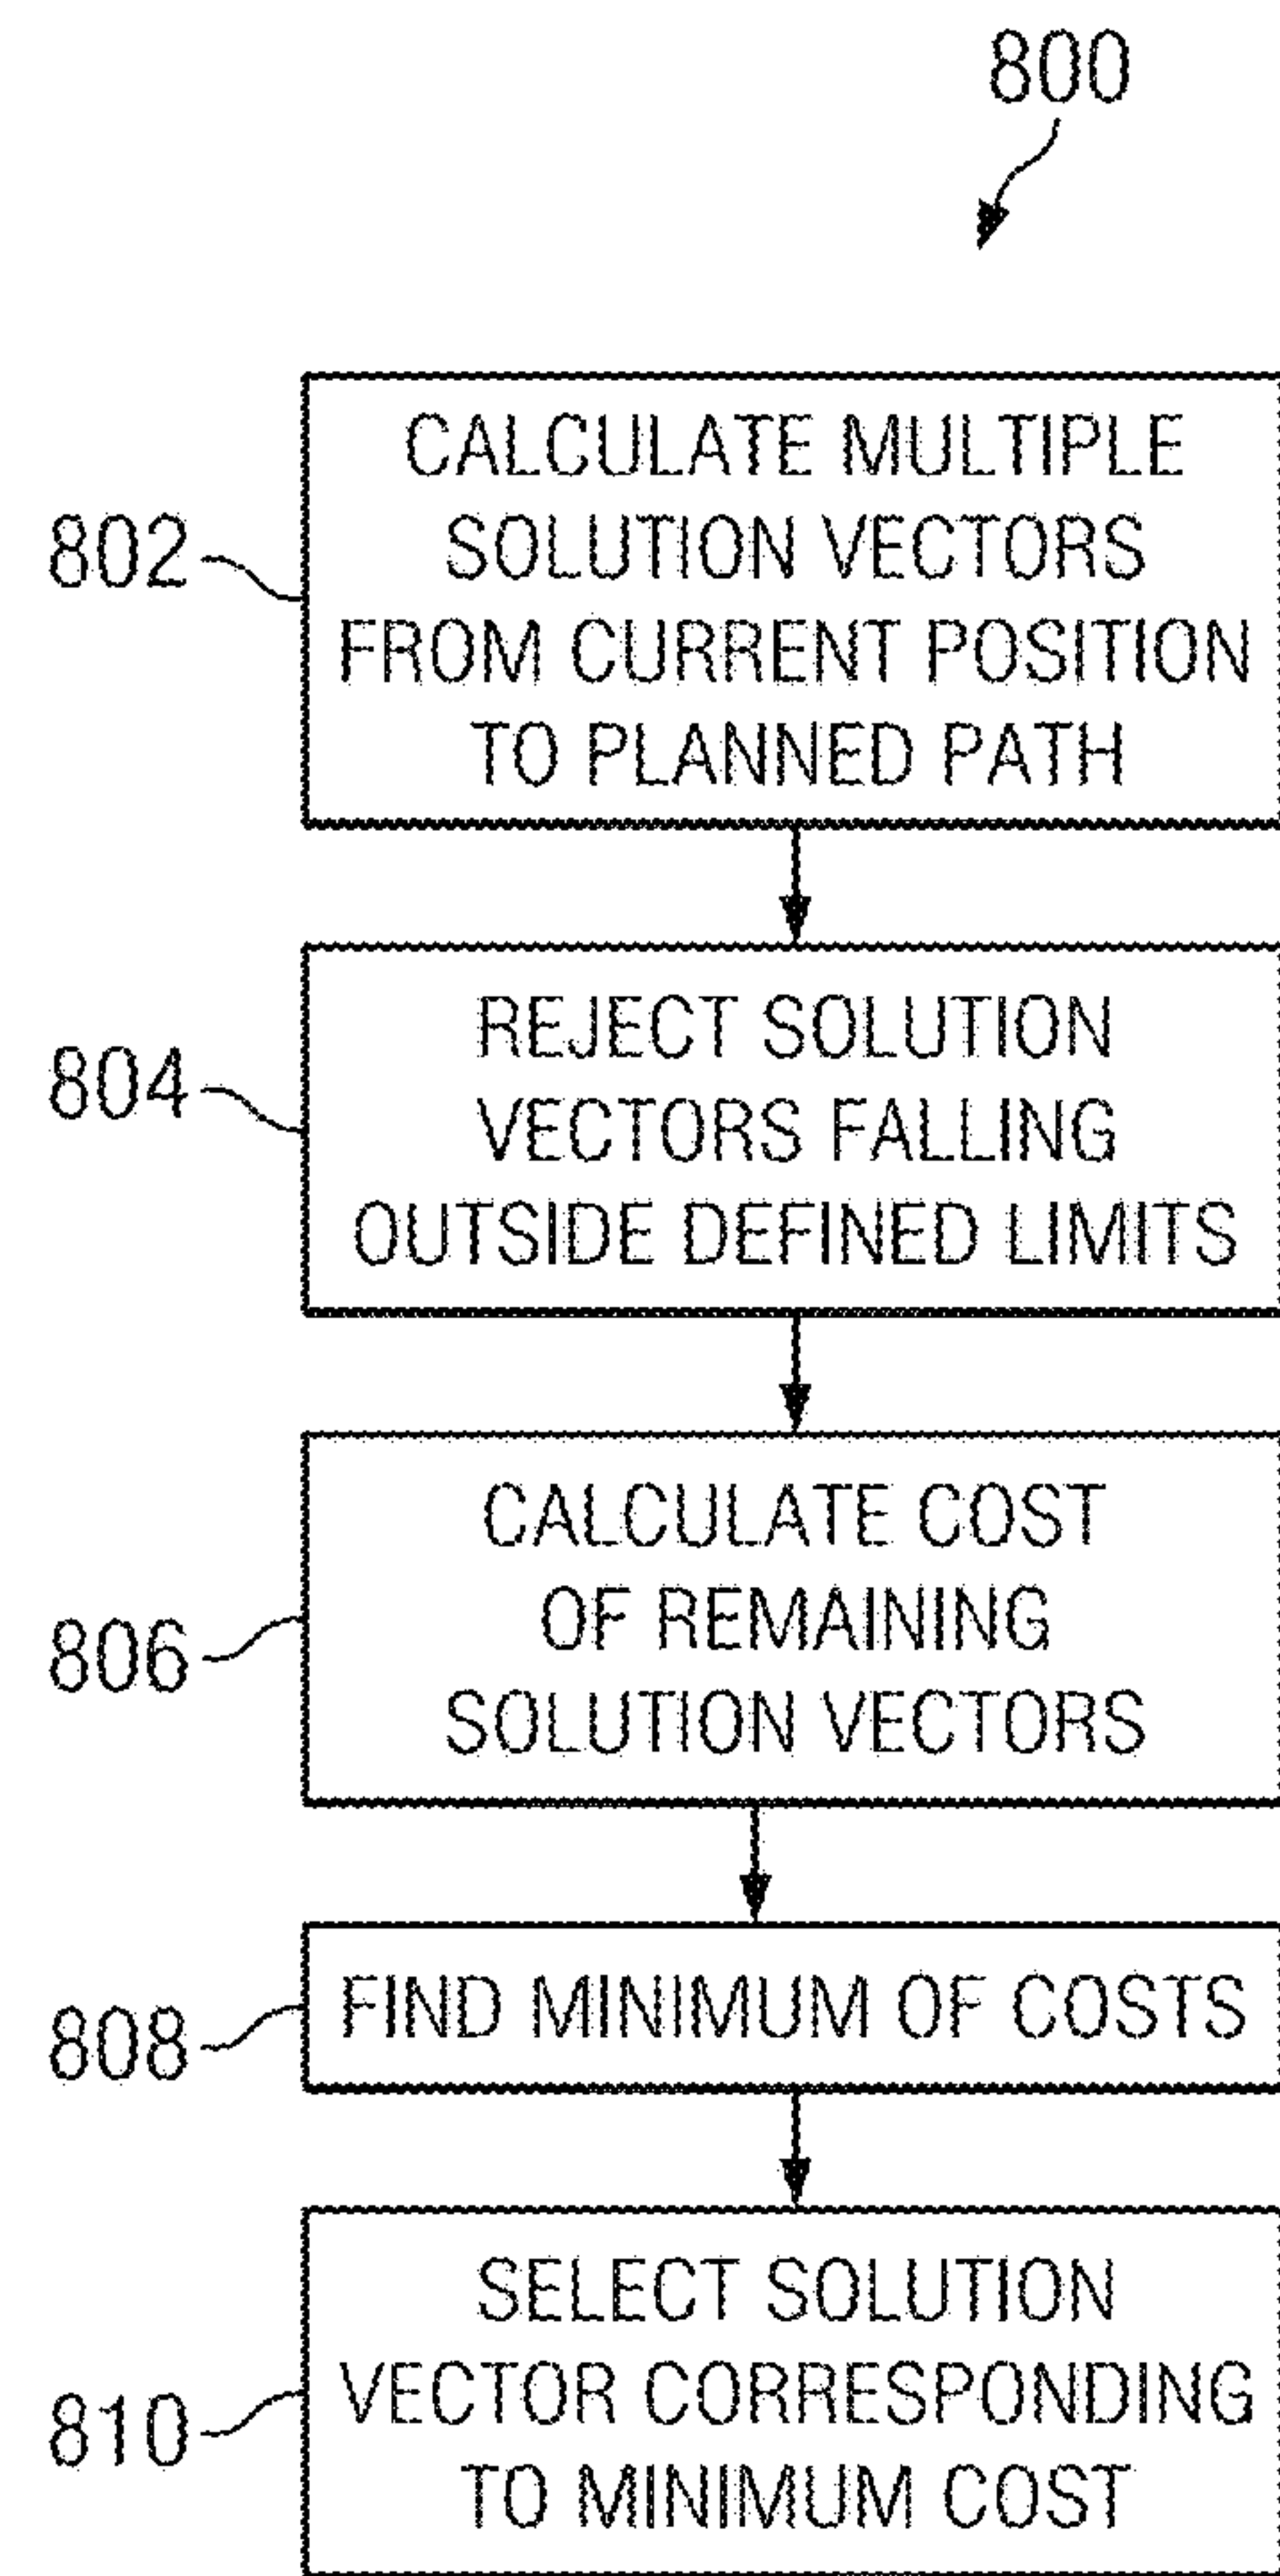 800
802
CALCULATE MULTIPLE
SOLUTION VECTORS
FROM CURRENT POSITION
TO PLANNED PATH
804
REJECT SOLUTION
VECTORS FALLING
OUTSIDE DEFINED LIMITS
806
CALCULATE COST
OF REMAINING
SOLUTION VECTORS
808
FIND MINIMUM OF COSTS
810
SELECT SOLUTION
VECTOR CORRESPONDING
TO MINIMUM COST